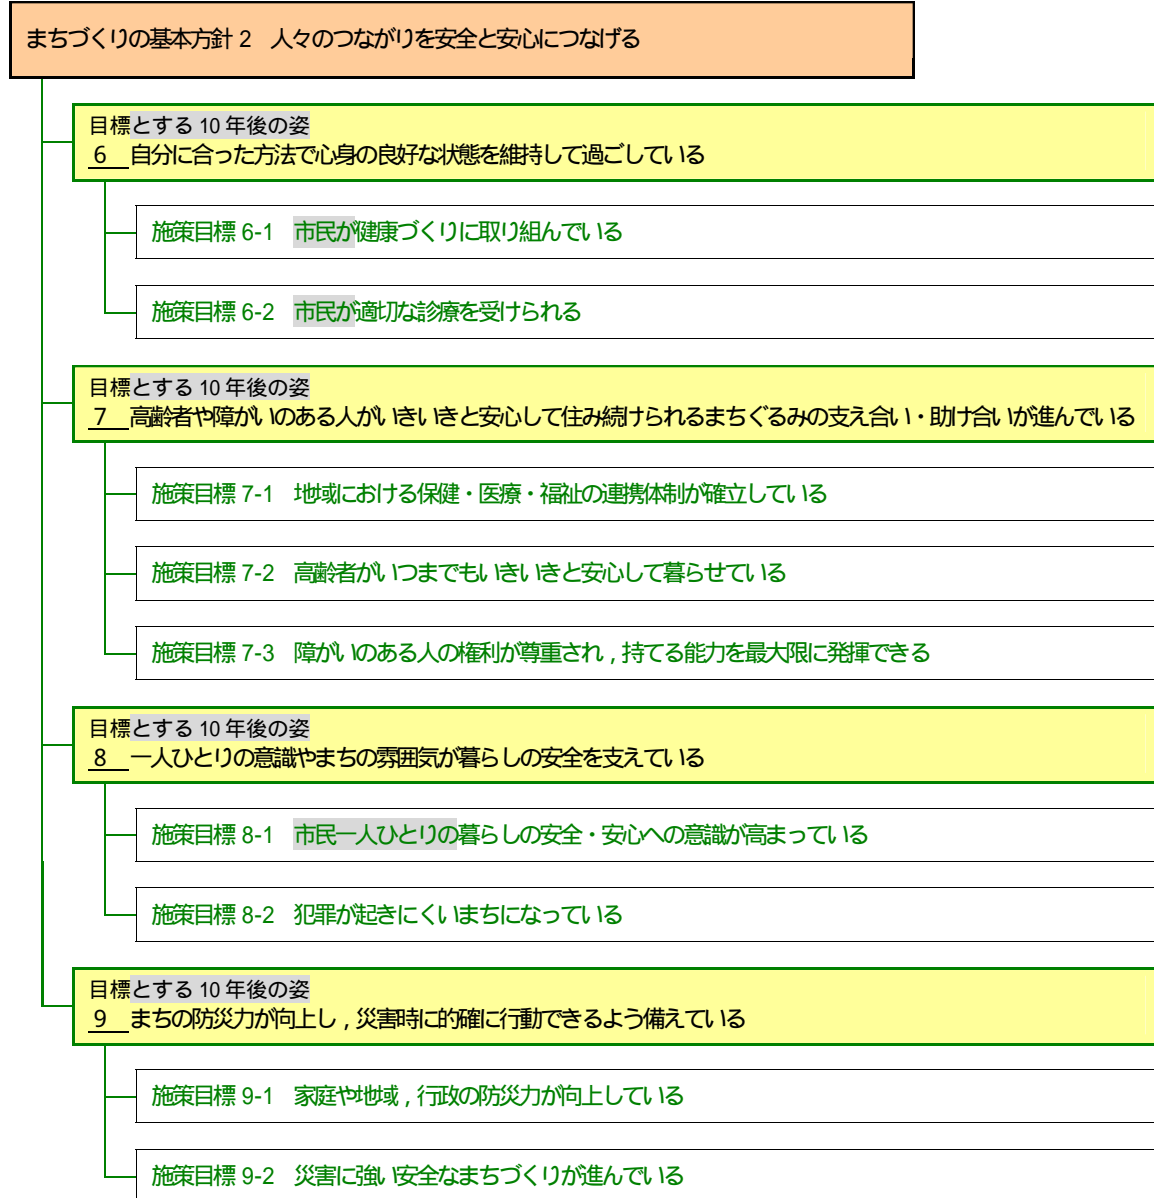 まちづくりの基本方針2 人々のつながりを安全と安心につなげる
目標とする10年後の姿
6 自分に合った方法で心身の良好な状態を維持して過ごしている
施策目標 6-1 市民が健康づくりに取り組んでいる
施策目標 6-2 市民が適切な診療を受けられる
目標とする10年後の姿
7 高齢者や障がいのある人がいきいきと安心して住み続けられるまちぐるみの支え合い・助け合いが進んでいる
施策目標 7-1 地域における保健・医療・福祉の連携体制が確立している
施策目標 7-2 高齢者がいつまでもいきいきと安心して暮らせている
施策目標 7-3 障がいのある人の権利が尊重され，持てる能力を最大限に発揮できる
目標とする10年後の姿
8 一人ひとりの意識やまちの雰囲気が暮らしの安全を支えている
施策目標 8-1 市民一人ひとりの暮らしの安全・安心への意識が高まっている
施策目標 8-2 犯罪が起きにくいまちになっている
目標とする10年後の姿
9 まちの防災力が向上し，災害時に的確に行動できるよう備えている
施策目標 9-1 家庭や地域，行政の防災力が向上している
施策目標 9-2 災害に強い安全なまちづくりが進んでいる